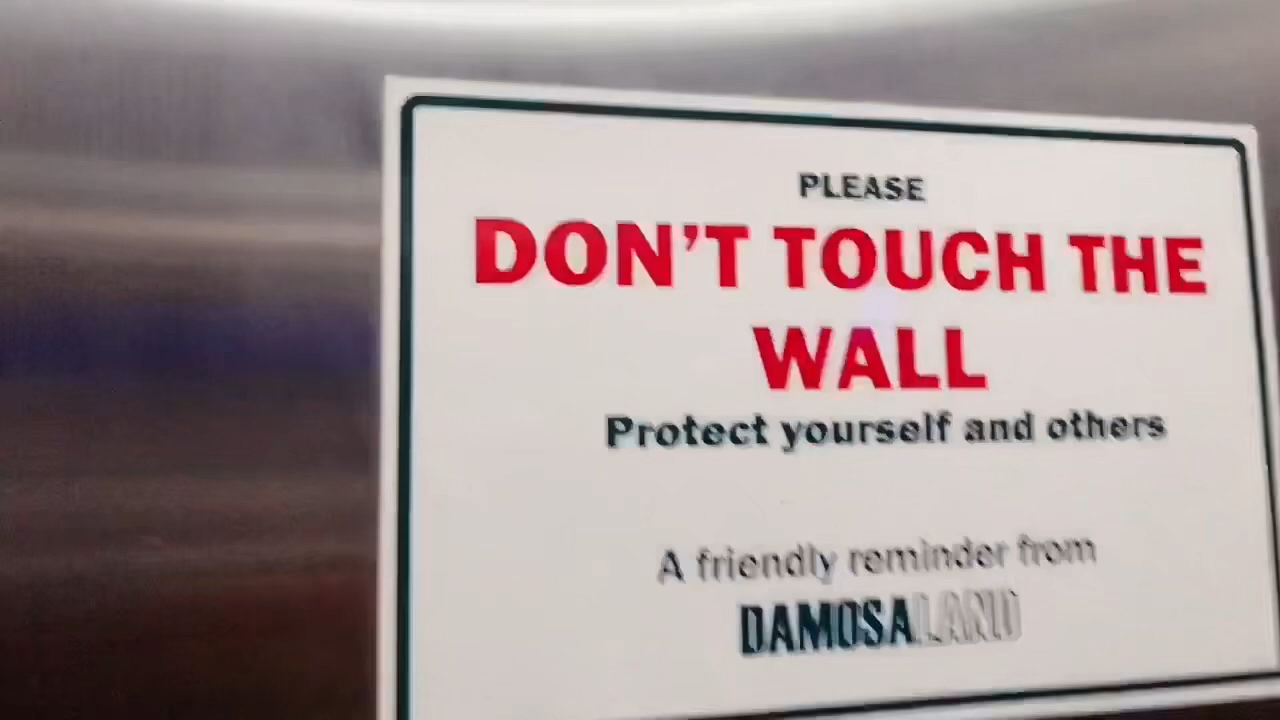 PLEASE
DON'T TOUCH THE
WALL
Protect yourself and others
A friendly reminder from
DAMOSALAND